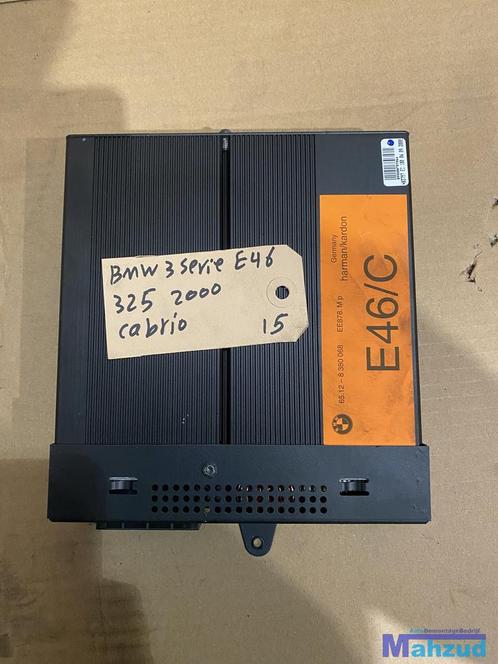 BMW 3 serie E46
325 2000
cabrio 15
E46/C
Germany
harman/kardon
65.12 - 8 380 068 EE878. M p
AutoDemontageBedrijf
Mahzud